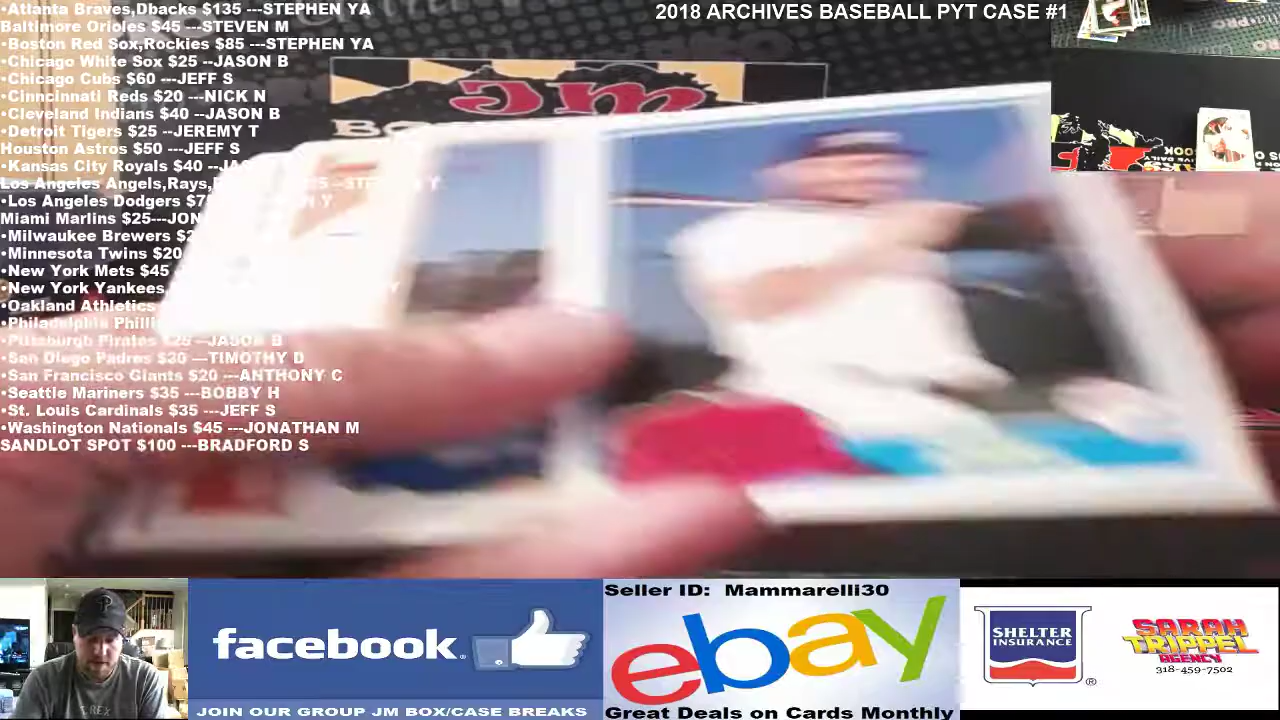 2018 ARCHIVES BASEBALL PYT CASE #1
•Atlanta Braves,Dbacks $135 ---STEPHEN YA
Baltimore Orioles $45 ---STEVEN M
•Boston Red Sox,Rockies $85 ---STEPHEN YA
•Chicago White Sox $25 --JASON B
•Chicago Cubs $60 ---JEFF S
•Cinncinnati Reds $20 ---NICK N
•Cleveland Indians $40 --JASON B
•Detroit Tigers $25 --JEREMY T
Houston Astros $50 ---JEFF S
•Kansas City Royals $40 --JAS
Los Angeles Angels,Rays,
•Los Angeles Dodgers $7
Miami Marlins $25---JON
•Milwaukee Brewers $2
•Minnesota Twins $20
•New York Mets $45
•New York Yankees,
•Oakland Athletics
•Philadelphia Philli
•Pittsburgh Pirates $25 --JASON B
•San Diego Padres $30 ---TIMOTHY D
•San Francisco Giants $20 ---ANTHONY C
•Seattle Mariners $35 ---BOBBY H
•St. Louis Cardinals $35 ---JEFF S
•Washington Nationals $45 ---JONATHAN M
SANDLOT SPOT $100 ---BRADFORD S
JM
facebook
JOIN OUR GROUP JM BOX/CASE BREAKS
Seller ID: Mammarelli30
ebay
Great Deals on Cards Monthly
SHELTER
INSURANCE
®
SARAH
TRIPPEL
AGENCY
318-459-7502
T.REX